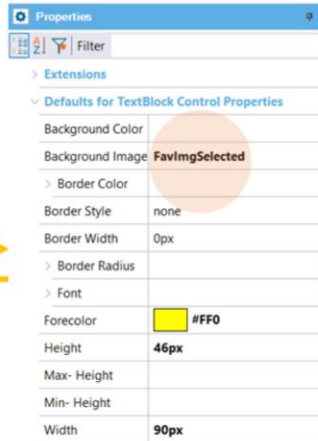 Properties
Filter
Extensions
Defaults for TextBlock Control Properties
Background Color
Background Image FavImgSelected
Border Color
Border Style none
Border Width 0px
Border Radius
Font
Forecolor #FF0
Height 46px
Max- Height
Min- Height
Width 90px